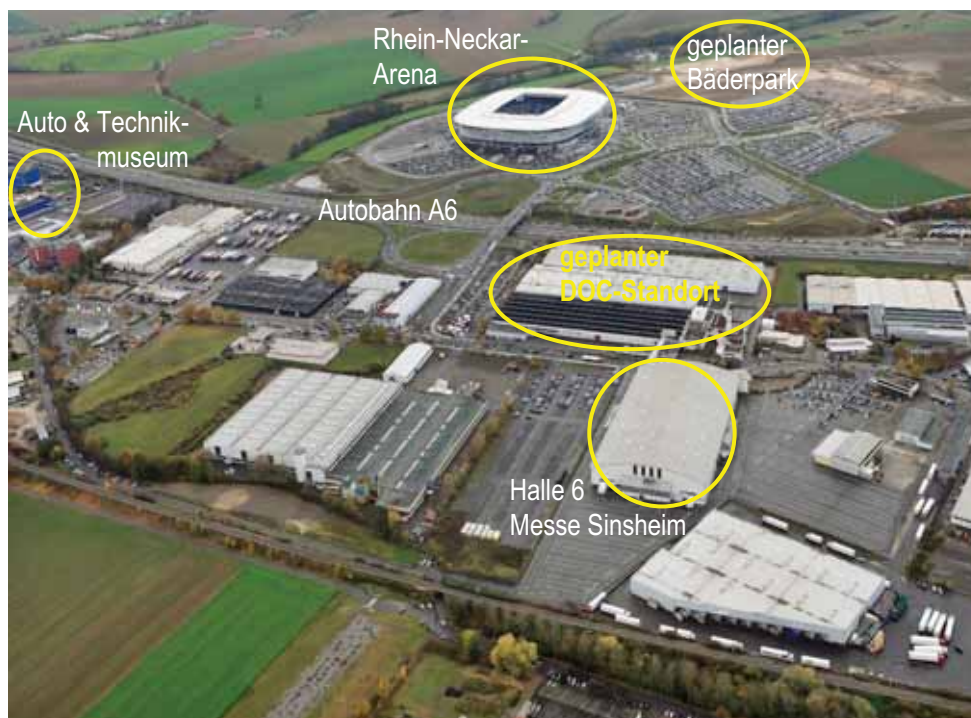 Rhein-Neckar-
Arena
geplanter
Bäderpark
Auto & Technik-
museum
Autobahn A6
geplanter
DOC-Standort
Halle 6
Messe Sinsheim